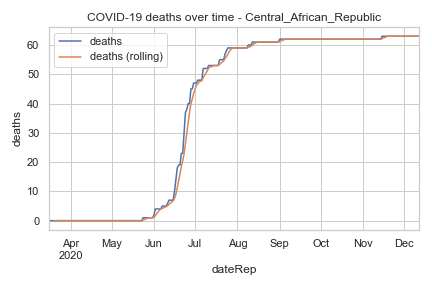 COVID-19 deaths over time - Central_African_Republic
deaths
deaths (rolling)
deaths
60
50
40
30
20
10
0
Apr May Jun Jul Aug Sep Oct Nov Dec
2020
dateRep